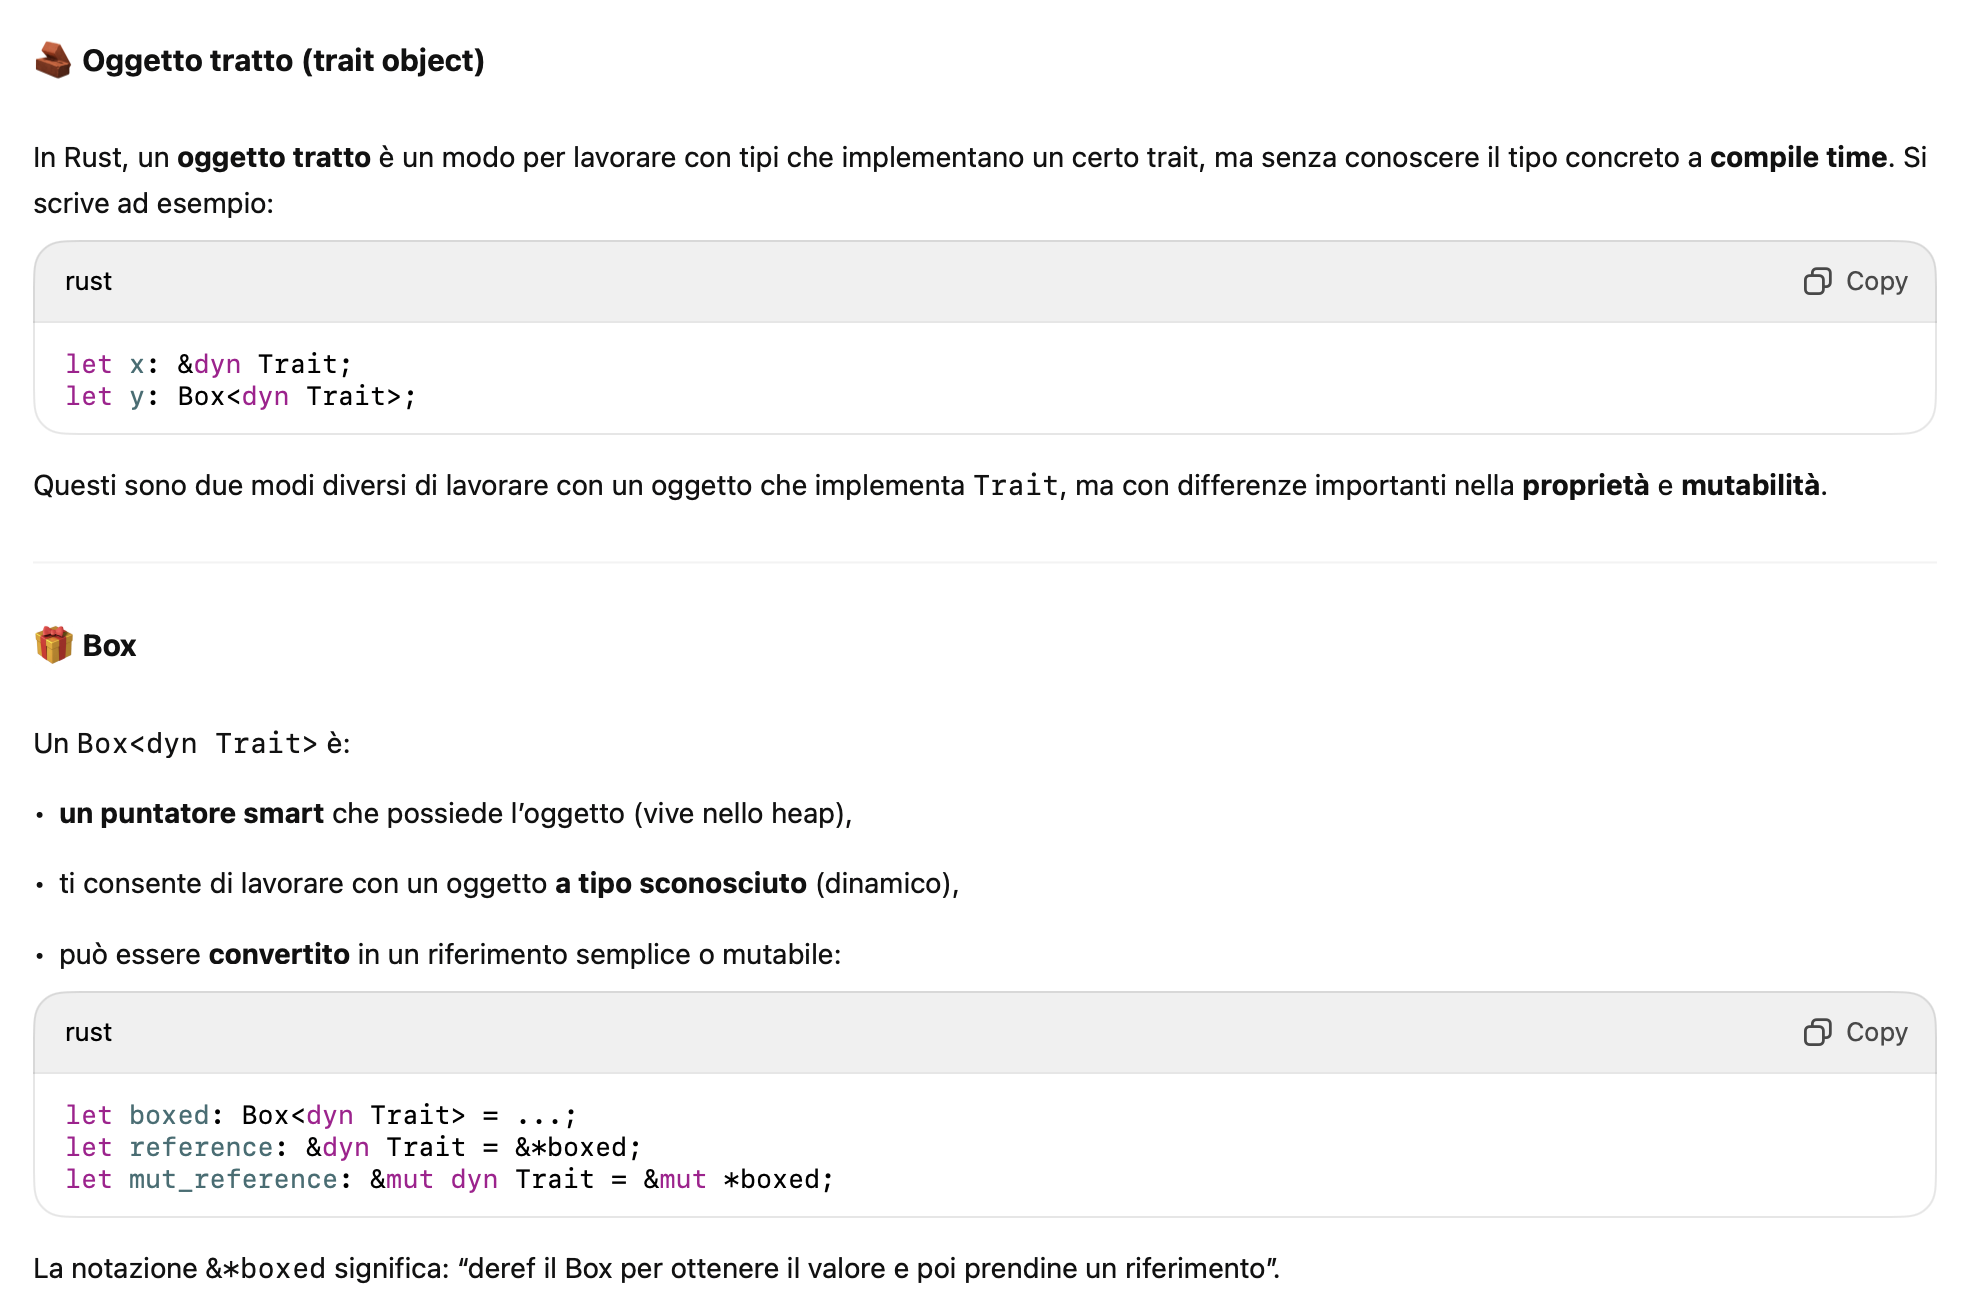 Oggetto tratto (trait object)
In Rust, un oggetto tratto è un modo per lavorare con tipi che implementano un certo trait, ma senza conoscere il tipo concreto a compile time. Si
scrive ad esempio:
rust
Copy
let x: &dyn Trait;
let y: Box<dyn Trait>;
Questi sono due modi diversi di lavorare con un oggetto che implementa Trait, ma con differenze importanti nella proprietà e mutabilità.
Box
Un Box<dyn Trait> è:
• un puntatore smart che possiede l’oggetto (vive nello heap),
• ti consente di lavorare con un oggetto a tipo sconosciuto (dinamico),
• può essere convertito in un riferimento semplice o mutabile:
rust
Copy
let boxed: Box<dyn Trait> = ...;
let reference: &dyn Trait = &*boxed;
let mut_reference: &mut dyn Trait = &mut *boxed;
La notazione &*boxed significa: “deref il Box per ottenere il valore e poi prendine un riferimento”.